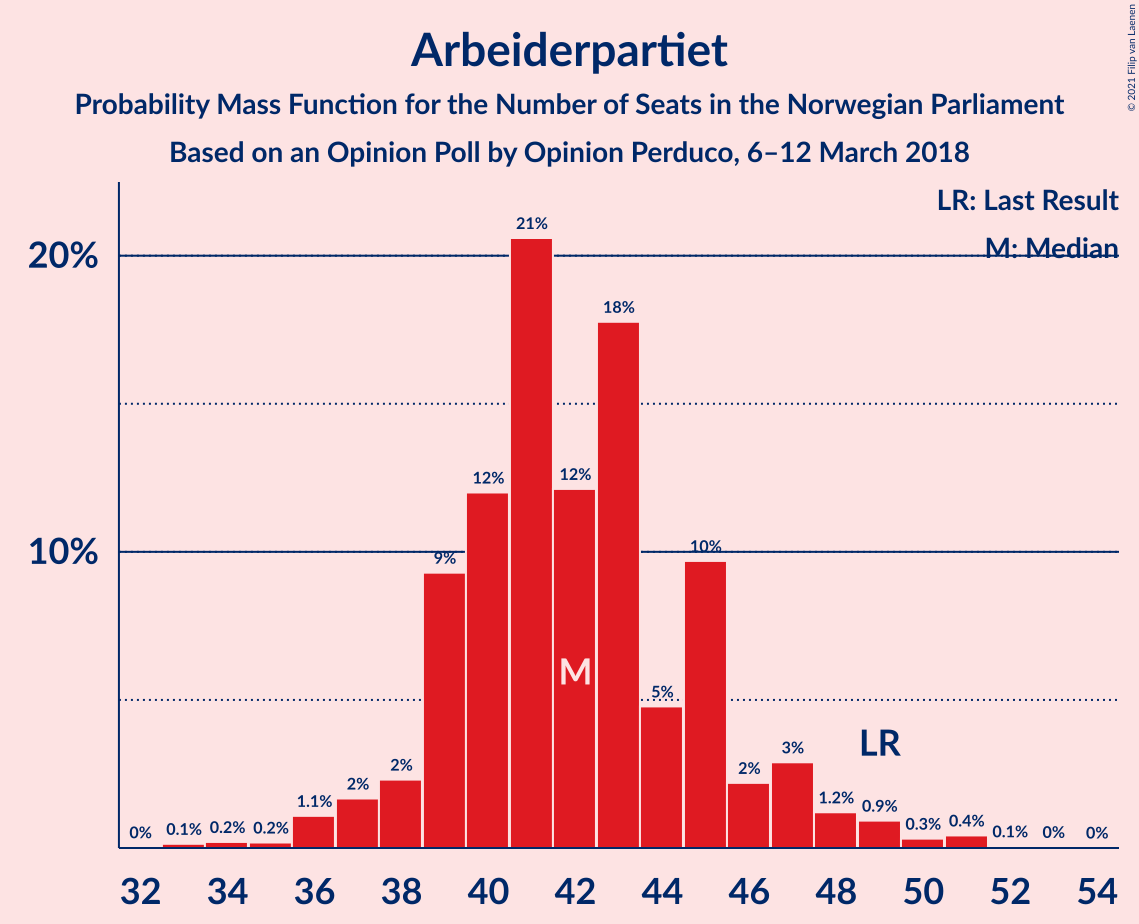 Arbeiderpartiet
Probability Mass Function for the Number of Seats in the Norwegian Parliament
Based on an Opinion Poll by Opinion Perduco, 6–12 March 2018
© 2021 Filip van Laenen
LR: Last Result
M: Median
20%
10%
0% 0.1% 0.2% 0.2% 1.1% 2% 2% 9% 12% 21% 12% 18% 5% 10% 2% 3% 1.2% 0.9% 0.3% 0.4% 0.1% 0% 0%
M
LR
32 34 36 38 40 42 44 46 48 50 52 54